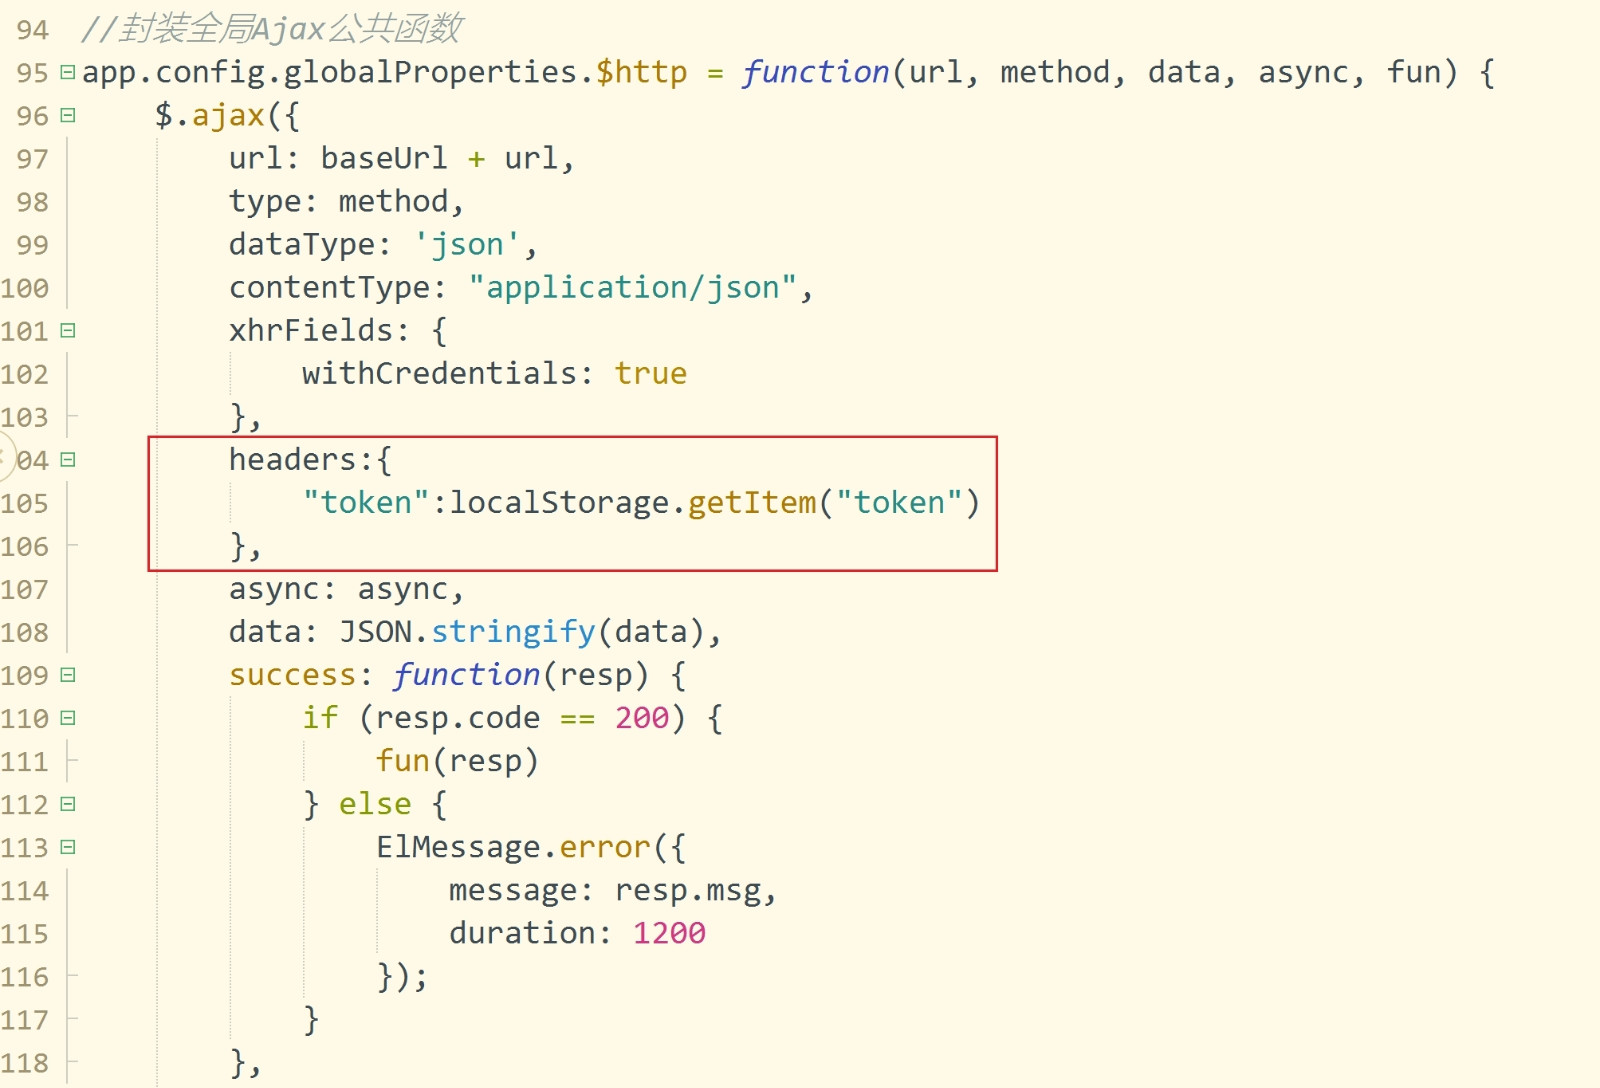 94 //封装全局Ajax公共函数
95 app.config.globalProperties.$http = function(url, method, data, async, fun) {
96 $.ajax({
97 url: baseUrl + url,
98 type: method,
99 dataType: 'json',
100 contentType: "application/json",
101 xhrFields: {
102 withCredentials: true
103 },
04 headers:{
105 "token":localStorage.getItem("token")
106 },
107 async: async,
108 data: JSON.stringify(data),
109 success: function(resp) {
110 if (resp.code == 200) {
111 fun(resp)
112 } else {
113 ElMessage.error({
114 message: resp.msg,
115 duration: 1200
116 });
117 }
118 },